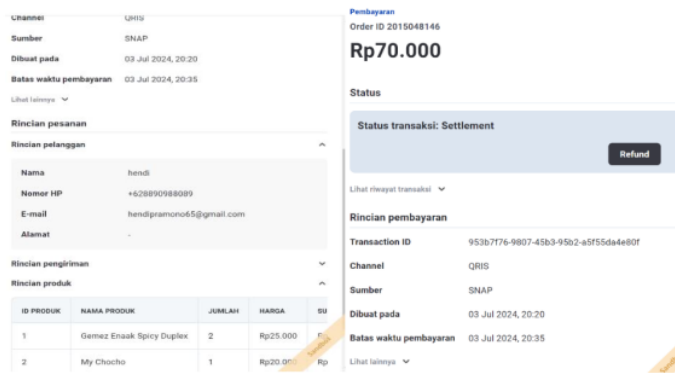 Channel QRIS
Sumber SNAP
Dibuat pada 03 Jul 2024, 20:20
Batas waktu pembayaran 03 Jul 2024, 20:35
Lihat lainnya
Rincian pesanan
Rincian pelanggan
Nama hendi
Nomor HP +628890988089
E-mail hendipramono65@gmail.com
Alamat -
Rincian pengiriman
Rincian produk
ID PRODUK NAMA PRODUK JUMLAH HARGA SU
1 Gemez Enaak Spicy Duplex 2 Rp25.000
2 My Chocho 1 Rp20.000 Rp
Sandbox
Pembayaran
Order ID 2015048146
Rp70.000
Status
Status transaksi: Settlement
Refund
Lihat riwayat transaksi
Rincian pembayaran
Transaction ID 953b7f76-9807-45b3-95b2-a5f55da4e80f
Channel QRIS
Sumber SNAP
Dibuat pada 03 Jul 2024, 20:20
Batas waktu pembayaran 03 Jul 2024, 20:35
Lihat lainnya